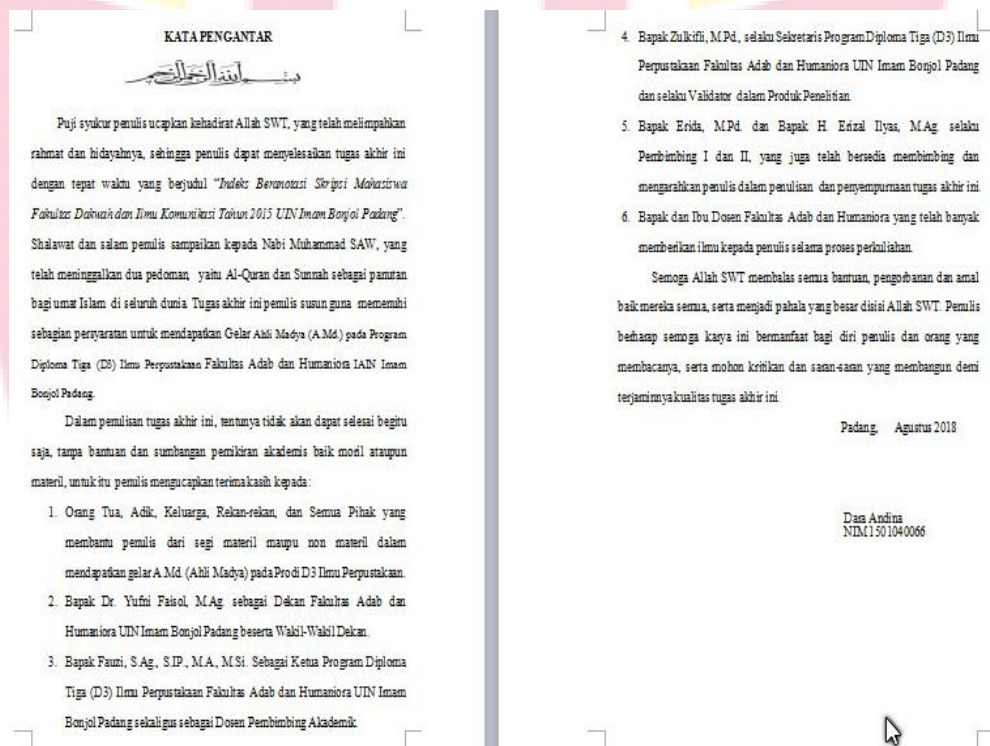 KATA PENGANTAR
بسم الله الرحمن الرحيم
Puji syukur penulis ucapkan kehadirat Allah SWT, yang telah melimpahkan
rahmat dan hidayahnya, sehingga penulis dapat menyelesaikan tugas akhir ini
dengan tepat waktu yang berjudul “Indeks Beranotasi Skripsi Mahasiswa
Fakultas Dakwah dan Ilmu Komunikasi Tahun 2015 UIN Imam Bonjol Padang”.
Shalawat dan salam penulis sampaikan kepada Nabi Muhammad SAW, yang
telah meninggalkan dua pedoman, yaitu Al-Quran dan Sunnah sebagai panutan
bagi umat Islam di seluruh dunia. Tugas akhir ini penulis susun guna memenuhi
sebagian persyaratan untuk mendapatkan Gelar Ahli Madya (A.Md.) pada Program
Diploma Tiga (D3) Ilmu Perpustakaan Fakultas Adab dan Humaniora IAIN Imam
Bonjol Padang.
Dalam penulisan tugas akhir ini, tentunya tidak akan dapat selesai begitu
saja, tanpa bantuan dan sumbangan pemikiran akademis baik moril ataupun
materil, untuk itu penulis mengucapkan terimakasih kepada:
1. Orang Tua, Adik, Keluarga, Rekan-rekan, dan Semua Pihak yang
membantu penulis dari segi materil maupu non materil dalam
mendapatkan gelar A.Md. (Ahli Madya) pada Prodi D3 Ilmu Perpustakaan.
2. Bapak Dr. Yufni Faisol, M.Ag. sebagai Dekan Fakultas Adab dan
Humaniora UIN Imam Bonjol Padang beserta Wakil-Wakil Dekan.
3. Bapak Fauzi, S.Ag., S.IP., M.A., M.Si. Sebagai Ketua Program Diploma
Tiga (D3) Ilmu Perpustakaan Fakultas Adab dan Humaniora UIN Imam
Bonjol Padang sekaligus sebagai Dosen Pembimbing Akademik.
4. Bapak Zulkifli, M.Pd., selaku Sekretaris Program Diploma Tiga (D3) Ilmu
Perpustakaan Fakultas Adab dan Humaniora UIN Imam Bonjol Padang
dan selaku Validator dalam Produk Penelitian.
5. Bapak Erida, M.Pd. dan Bapak H. Erizal Ilyas, M.Ag. selaku
Pembimbing I dan II, yang juga telah bersedia membimbing dan
mengarahkan penulis dalam penulisan dan penyempurnaan tugas akhir ini.
6. Bapak dan Ibu Dosen Fakultas Adab dan Humaniora yang telah banyak
memberikan ilmu kepada penulis selama proses perkuliahan.
Semoga Allah SWT membalas semua bantuan, pengorbanan dan amal
baik mereka semua, serta menjadi pahala yang besar disisi Allah SWT. Penulis
berharap semoga karya ini bermanfaat bagi diri penulis dan orang yang
membacanya, serta mohon kritikan dan saran-saran yang membangun demi
terjaminnya kualitas tugas akhir ini.
Padang, Agustus 2018
Dara Andina
NIM 1501040066